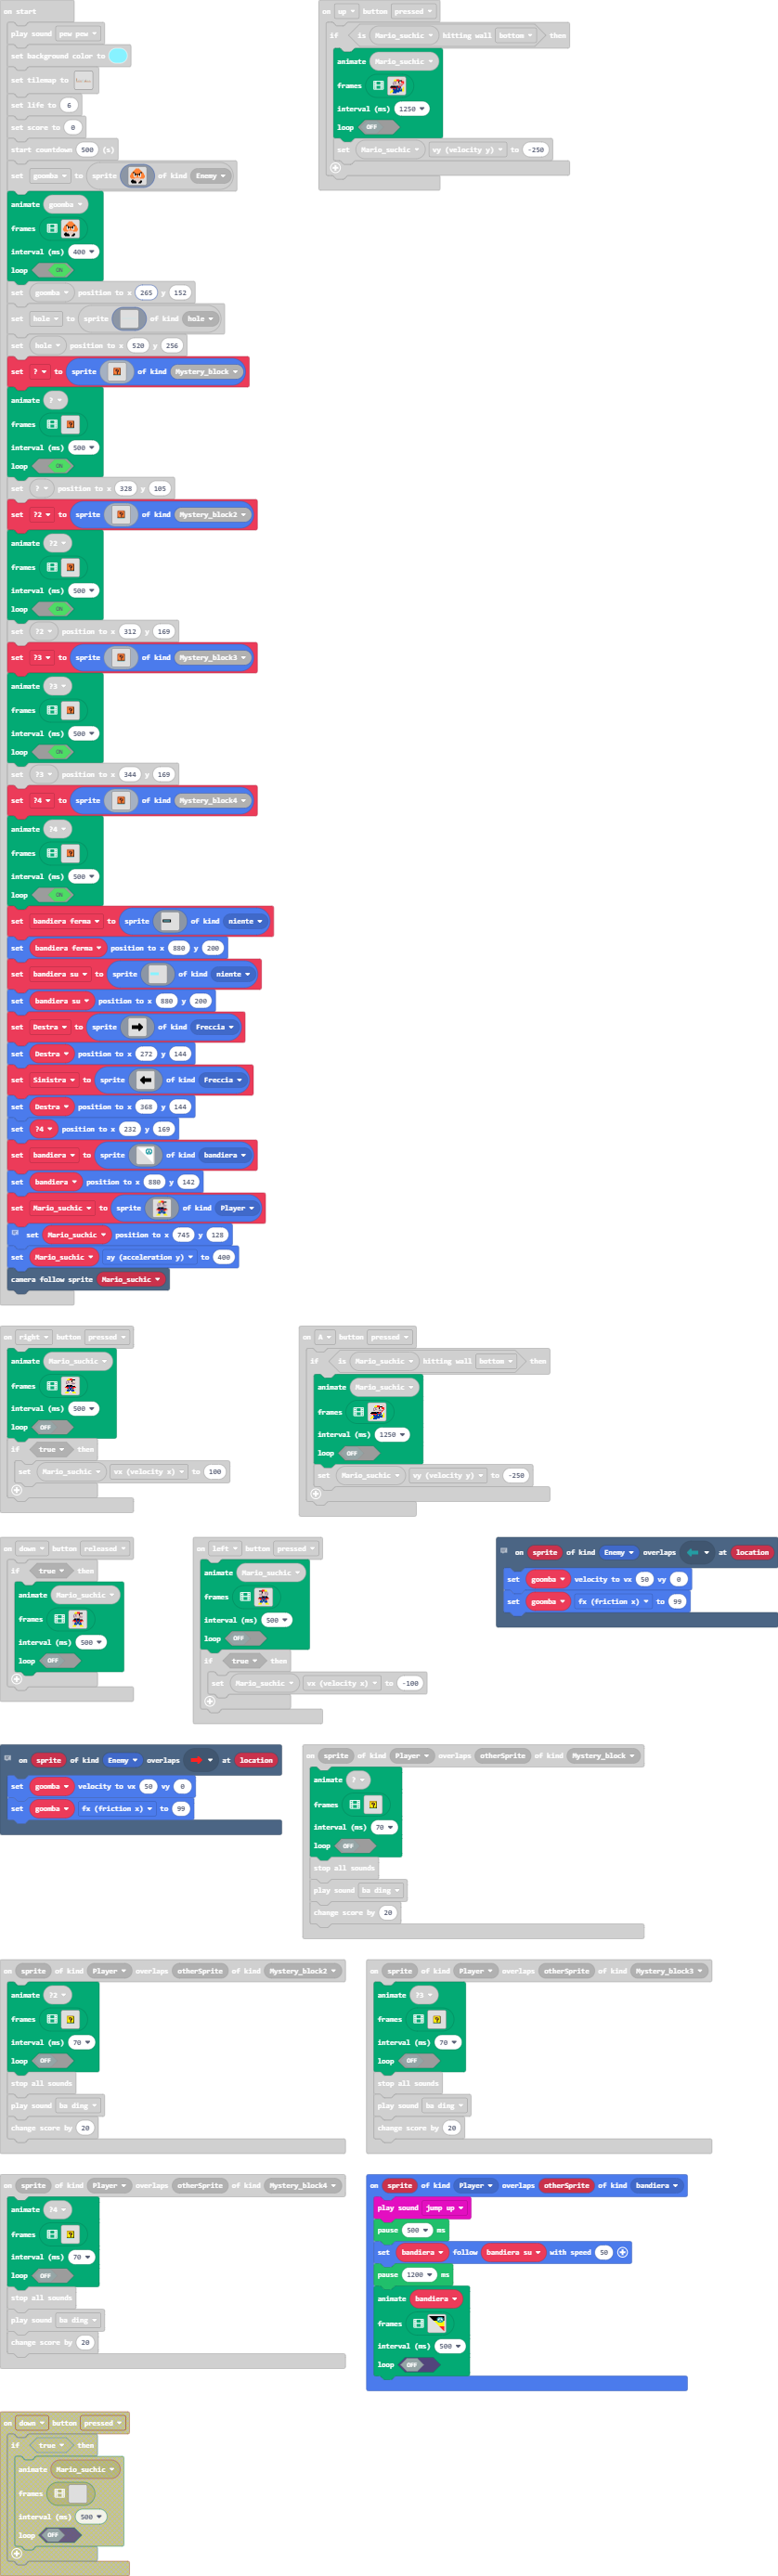 on start
play sound pew pew
set background color to
set tilemap to
set life to 6
set score to 0
start countdown 500 (s)
set goomba to sprite of kind Enemy
animate goomba
frames
interval (ms) 400
loop ON
set goomba position to x 265 y 152
set hole to sprite of kind hole
set hole position to x 520 y 256
set ? to sprite of kind Mystery_block
animate ?
frames
interval (ms) 500
loop ON
set ? position to x 328 y 105
set ?2 to sprite of kind Mystery_block2
animate ?2
frames
interval (ms) 500
loop ON
set ?2 position to x 312 y 169
set ?3 to sprite of kind Mystery_block3
animate ?3
frames
interval (ms) 500
loop ON
set ?3 position to x 344 y 169
set ?4 to sprite of kind Mystery_block4
animate ?4
frames
interval (ms) 500
loop ON
set bandiera ferma to sprite of kind niente
set bandiera ferma position to x 880 y 200
set bandiera su to sprite of kind niente
set bandiera su position to x 880 y 200
set Destra to sprite of kind Freccia
set Destra position to x 272 y 144
set Sinistra to sprite of kind Freccia
set Destra position to x 368 y 144
set ?4 position to x 232 y 169
set bandiera to sprite of kind bandiera
set bandiera position to x 880 y 142
set Mario_suchic to sprite of kind Player
set Mario_suchic position to x 745 y 128
set Mario_suchic ay (acceleration y) to 400
camera follow sprite Mario_suchic
on up button pressed
if is Mario_suchic hitting wall bottom then
animate Mario_suchic
frames
interval (ms) 1250
loop OFF
set Mario_suchic vy (velocity y) to -250
on right button pressed
animate Mario_suchic
frames
interval (ms) 500
loop OFF
if true then
set Mario_suchic vx (velocity x) to 100
on A button pressed
if is Mario_suchic hitting wall bottom then
animate Mario_suchic
frames
interval (ms) 1250
loop OFF
set Mario_suchic vy (velocity y) to -250
on down button released
if true then
animate Mario_suchic
frames
interval (ms) 500
loop OFF
on left button pressed
animate Mario_suchic
frames
interval (ms) 500
loop OFF
if true then
set Mario_suchic vx (velocity x) to -100
on sprite of kind Enemy overlaps at location
set goomba velocity to vx 50 vy 0
set goomba fx (friction x) to 99
on sprite of kind Enemy overlaps at location
set goomba velocity to vx 50 vy 0
set goomba fx (friction x) to 99
on sprite of kind Player overlaps otherSprite of kind Mystery_block
animate ?
frames
interval (ms) 70
loop OFF
stop all sounds
play sound ba ding
change score by 20
on sprite of kind Player overlaps otherSprite of kind Mystery_block2
animate ?2
frames
interval (ms) 70
loop OFF
stop all sounds
play sound ba ding
change score by 20
on sprite of kind Player overlaps otherSprite of kind Mystery_block3
animate ?3
frames
interval (ms) 70
loop OFF
stop all sounds
play sound ba ding
change score by 20
on sprite of kind Player overlaps otherSprite of kind Mystery_block4
animate ?4
frames
interval (ms) 70
loop OFF
stop all sounds
play sound ba ding
change score by 20
on sprite of kind Player overlaps otherSprite of kind bandiera
play sound jump up
pause 500 ms
set bandiera follow bandiera su with speed 50
pause 1200 ms
animate bandiera
frames
interval (ms) 500
loop OFF
on down button pressed
if true then
animate Mario_suchic
frames
interval (ms) 500
loop OFF